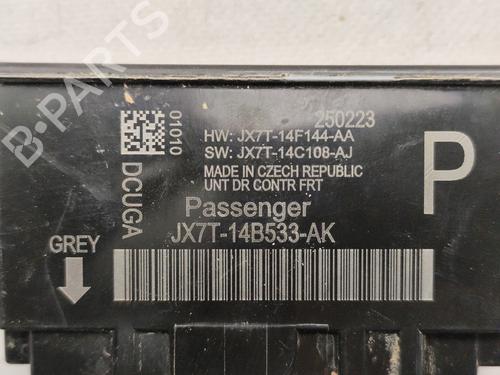 250223
01010
HW: JX7T-14F144-AA
SW: JX7T-14C108-AJ
MADE IN CZECH REPUBLIC
UNT DR CONTR FRT
P
DCUGA
Passenger
GREY
JX7T-14B533-AK